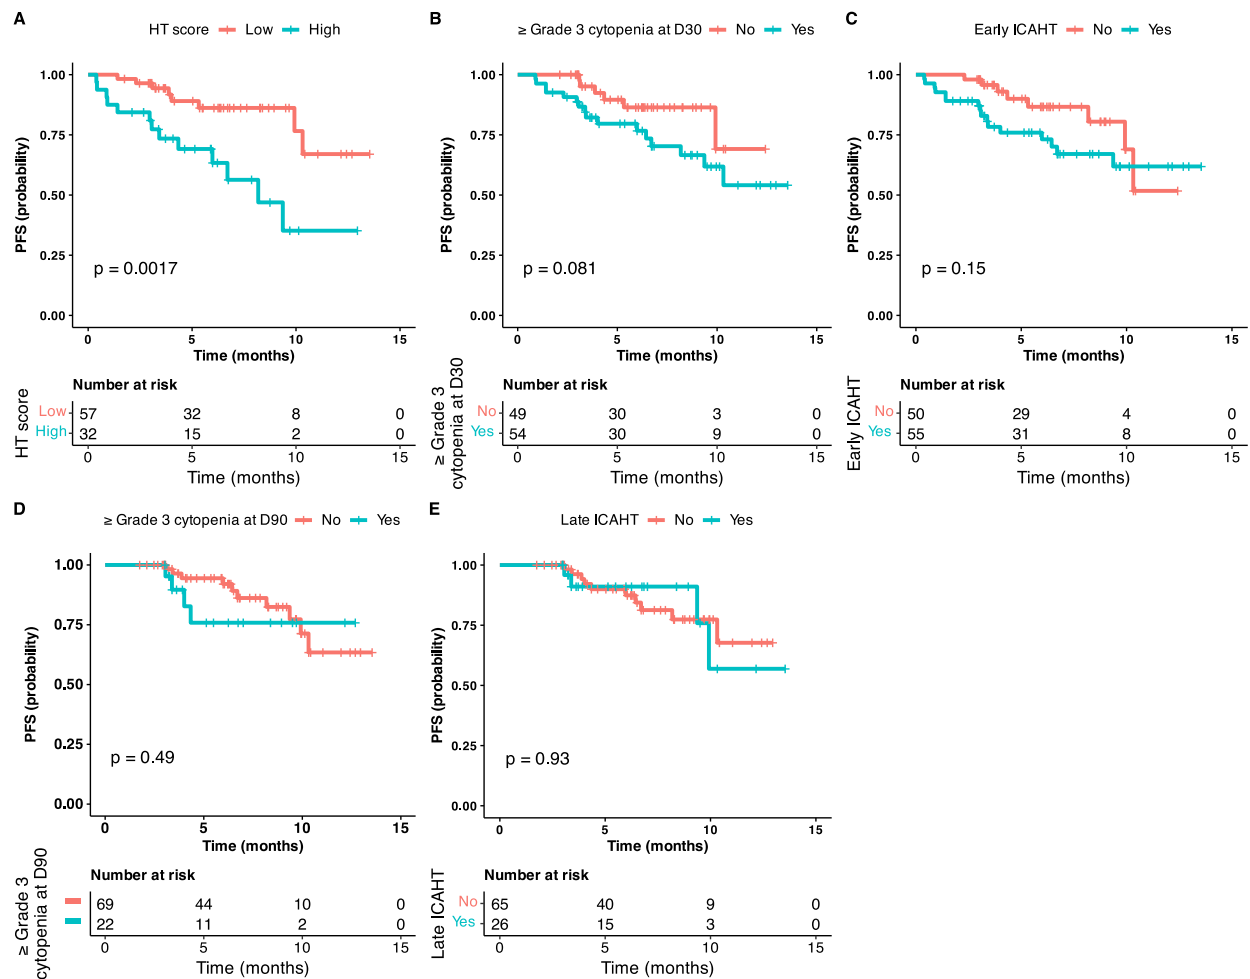 A
HT score Low High
PFS (probability)
1.00
0.75
0.50
0.25
0.00
p = 0.0017
0 5 10 15
Time (months)
Number at risk
HT score
Low 57 32 8 0
High 32 15 2 0
0 5 10 15
Time (months)
B
≥ Grade 3 cytopenia at D30 No Yes
PFS (probability)
1.00
0.75
0.50
0.25
0.00
p = 0.081
0 5 10 15
Time (months)
Number at risk
≥ Grade 3
cytopenia at D30
No 49 30 3 0
Yes 54 30 9 0
0 5 10 15
Time (months)
C
Early ICAHT No Yes
PFS (probability)
1.00
0.75
0.50
0.25
0.00
p = 0.15
0 5 10 15
Time (months)
Number at risk
Early ICAHT
No 50 29 4 0
Yes 55 31 8 0
0 5 10 15
Time (months)
D
≥ Grade 3 cytopenia at D90 No Yes
PFS (probability)
1.00
0.75
0.50
0.25
0.00
p = 0.49
0 5 10 15
Time (months)
Number at risk
≥ Grade 3
cytopenia at D90
69 44 10 0
22 11 2 0
0 5 10 15
Time (months)
E
Late ICAHT No Yes
PFS (probability)
1.00
0.75
0.50
0.25
0.00
p = 0.93
0 5 10 15
Time (months)
Number at risk
Late ICAHT
No 65 40 9 0
Yes 26 15 3 0
0 5 10 15
Time (months)